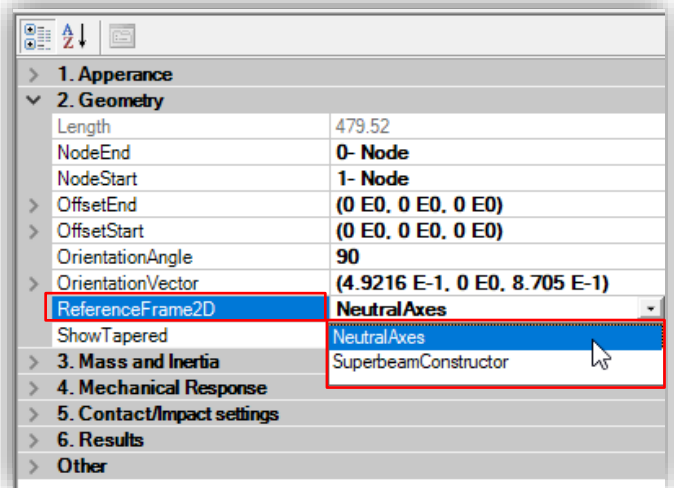 A
Z
1. Apperance
2. Geometry
Length 479.52
NodeEnd 0- Node
NodeStart 1- Node
OffsetEnd (0 E0, 0 E0, 0 E0)
OffsetStart (0 E0, 0 E0, 0 E0)
OrientationAngle 90
OrientationVector (4.9216 E-1, 0 E0, 8.705 E-1)
ReferenceFrame2D NeutralAxes
ShowTapered NeutralAxes
3. Mass and Inertia SuperbeamConstructor
4. Mechanical Response
5. Contact/Impact settings
6. Results
Other